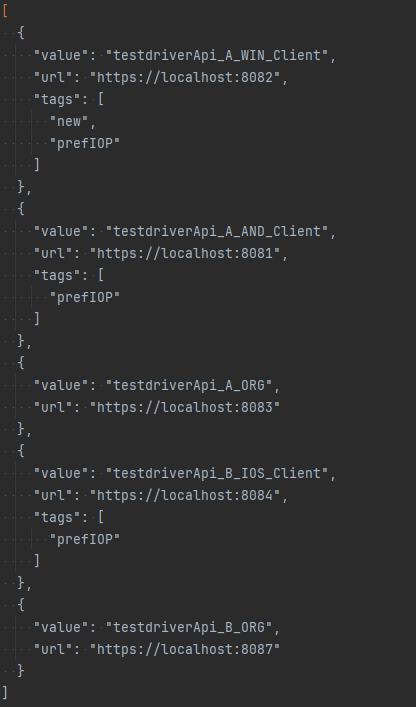 [
  {
    "value": "testdriverApi_A_WIN_Client",
    "url": "https://localhost:8082",
    "tags": [
      "new",
      "prefIOP"
    ]
  },
  {
    "value": "testdriverApi_A_AND_Client",
    "url": "https://localhost:8081",
    "tags": [
      "prefIOP"
    ]
  },
  {
    "value": "testdriverApi_A_ORG",
    "url": "https://localhost:8083"
  },
  {
    "value": "testdriverApi_B_IOS_Client",
    "url": "https://localhost:8084",
    "tags": [
      "prefIOP"
    ]
  },
  {
    "value": "testdriverApi_B_ORG",
    "url": "https://localhost:8087"
  }
]